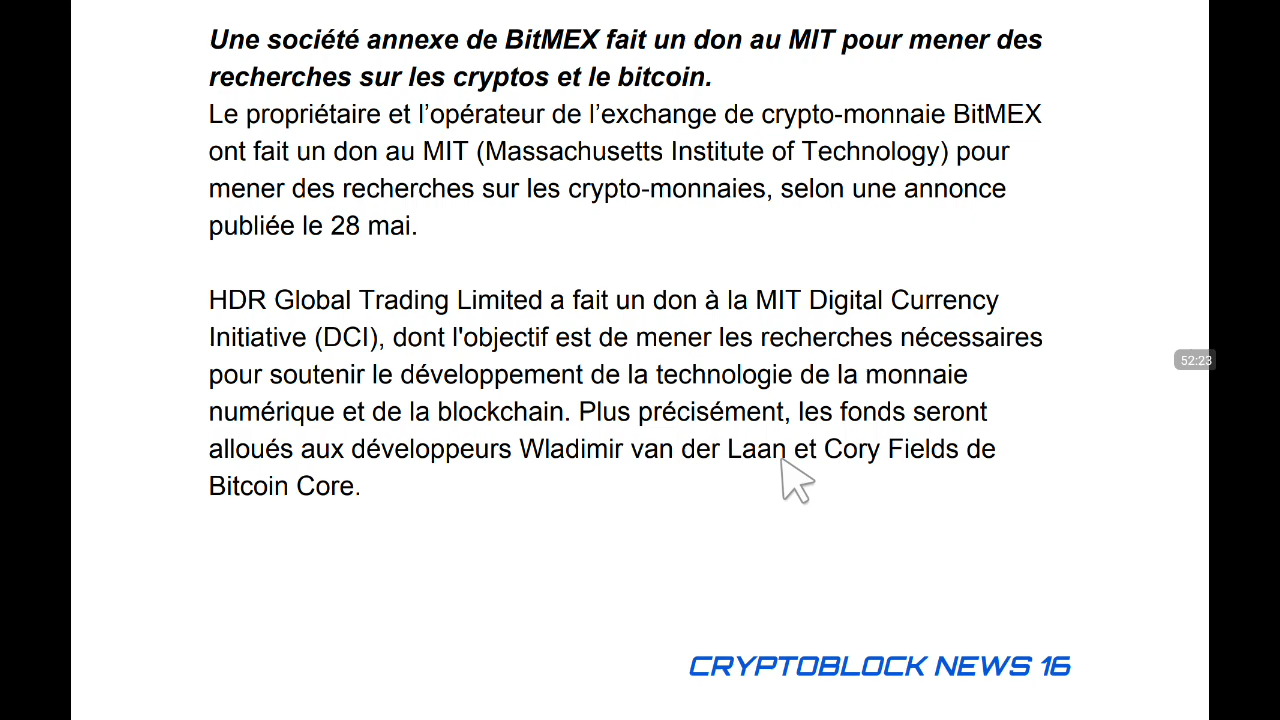 Une société annexe de BitMEX fait un don au MIT pour mener des
recherches sur les cryptos et le bitcoin.
Le propriétaire et l’opérateur de l’exchange de crypto-monnaie BitMEX
ont fait un don au MIT (Massachusetts Institute of Technology) pour
mener des recherches sur les crypto-monnaies, selon une annonce
publiée le 28 mai.
HDR Global Trading Limited a fait un don à la MIT Digital Currency
Initiative (DCI), dont l'objectif est de mener les recherches nécessaires
pour soutenir le développement de la technologie de la monnaie
numérique et de la blockchain. Plus précisément, les fonds seront
alloués aux développeurs Wladimir van der Laan et Cory Fields de
Bitcoin Core.
52:23
CRYPTOBLOCK NEWS 16